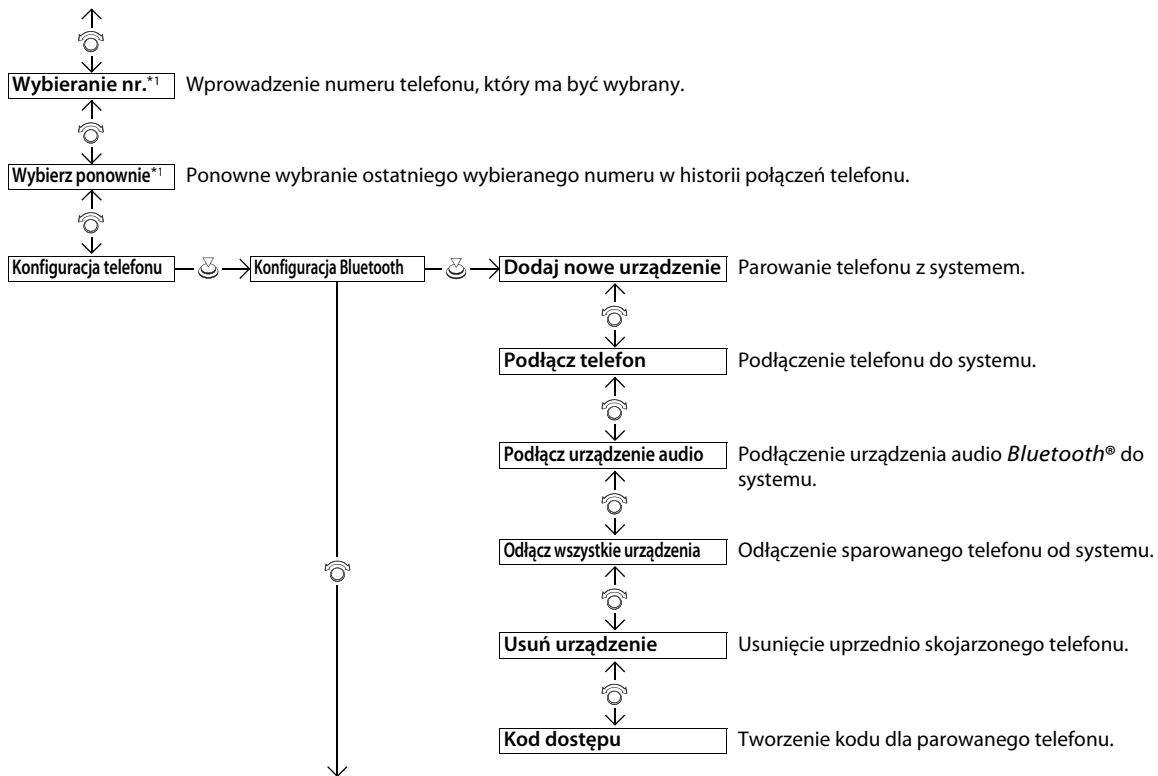 Wybieranie nr.*1 Wprowadzenie numeru telefonu, który ma być wybrany.
Wybierz ponownie*1 Ponowne wybranie ostatniego wybieranego numeru w historii połączeń telefonu.
Konfiguracja telefonu Konfiguracja Bluetooth Dodaj nowe urządzenie Parowanie telefonu z systemem.
Podłącz telefon Podłączenie telefonu do systemu.
Podłącz urządzenie audio Podłączenie urządzenia audio Bluetooth® do
systemu.
Odłącz wszystkie urządzenia Odłączenie sparowanego telefonu od systemu.
Usuń urządzenie Usunięcie uprzednio skojarzonego telefonu.
Kod dostępu Tworzenie kodu dla parowanego telefonu.